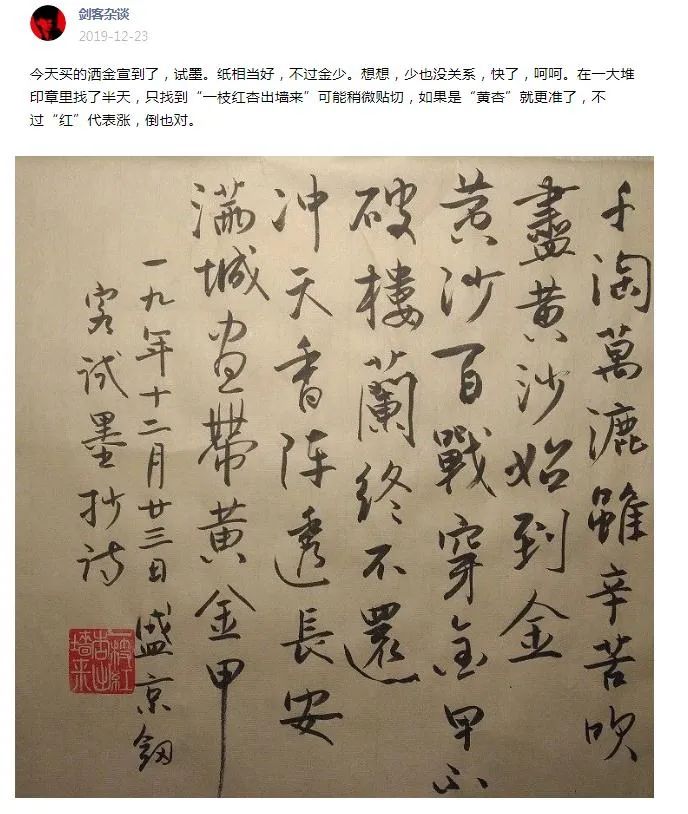 剑客杂谈
2019-12-23
今天买的洒金宣到了，试墨。纸相当好，不过金少。想想，少也没关系，快了，呵呵。在一大堆
印章里找了半天，只找到“一枝红杏出墙来”可能稍微贴切，如果是“黄杏”就更准了，不
过“红”代表涨，倒也对。
千淘萬漉雖辛苦吹
盡黄沙始到金
黄沙百戰穿金甲不
破樓蘭终不還
冲天香阵透長安
滿城盡帶黄金甲
一九年十二月廿三日盛京劔
客试墨抄诗
一枝紅
杏出
墙来